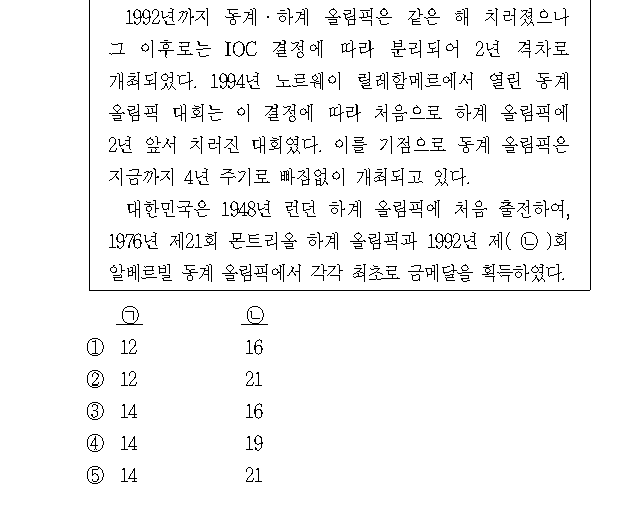 1992년까지 동계·하계 올림픽은 같은 해 치러졌으나
그 이후로는 IOC 결정에 따라 분리되어 2년 격차로
개최되었다. 1994년 노르웨이 릴레함메르에서 열린 동계
올림픽 대회는 이 결정에 따라 처음으로 하계 올림픽에
2년 앞서 치러진 대회였다. 이를 기점으로 동계 올림픽은
지금까지 4년 주기로 빠짐없이 개최되고 있다.
대한민국은 1948년 런던 하계 올림픽에 처음 출전하여,
1976년 제21회 몬트리올 하계 올림픽과 1992년 제( ㉡ )회
알베르빌 동계 올림픽에서 각각 최초로 금메달을 획득하였다.
㉠ ㉡
① 12 16
② 12 21
③ 14 16
④ 14 19
⑤ 14 21